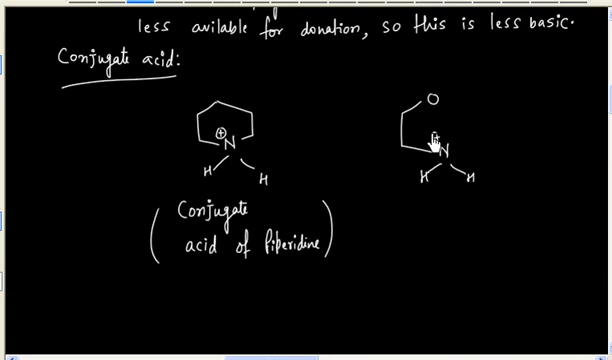 less avilable for donation, so this is less basic.
Conjugate acid:
O
⊕
N
N
H
H
H
H
(Conjugate
acid of Piperidine)